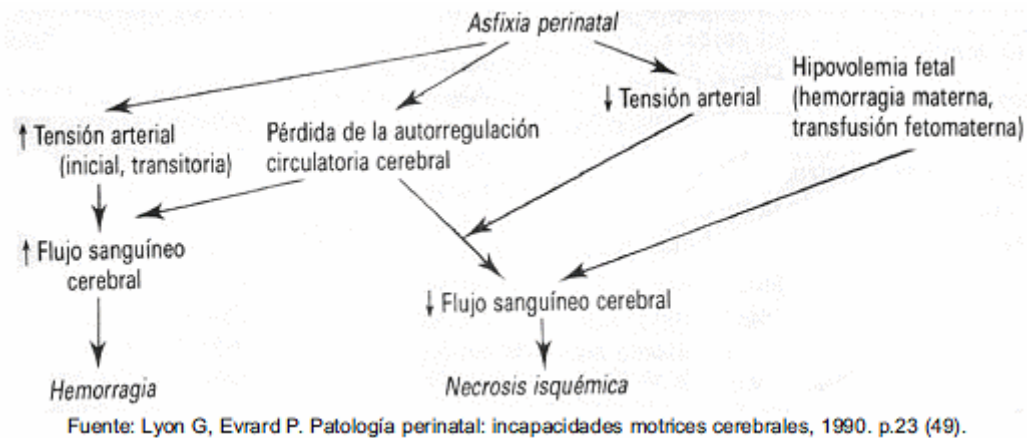 Asfixia perinatal
↑ Tensión arterial
(inicial, transitoria)
Pérdida de la autorregulación
circulatoria cerebral
↓ Tensión arterial
Hipovolemia fetal
(hemorragia materna,
transfusión fetomaterna)
↑ Flujo sanguíneo
cerebral
↓ Flujo sanguíneo cerebral
Hemorragia
Necrosis isquémica
Fuente: Lyon G, Evrard P. Patología perinatal: incapacidades motrices cerebrales, 1990. p.23 (49).